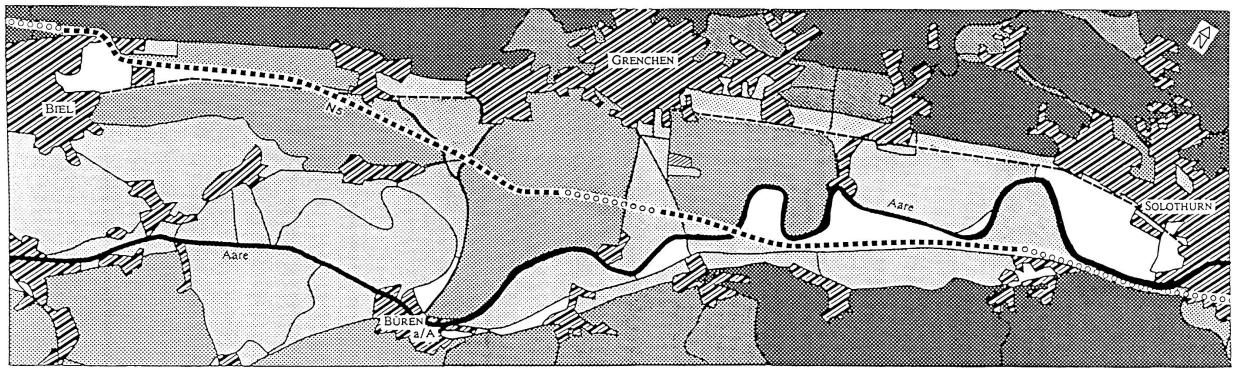 N
GRENCHEN
BIEL
N5
Aare
SOLOTHURN
Aare
BÜREN
a/A